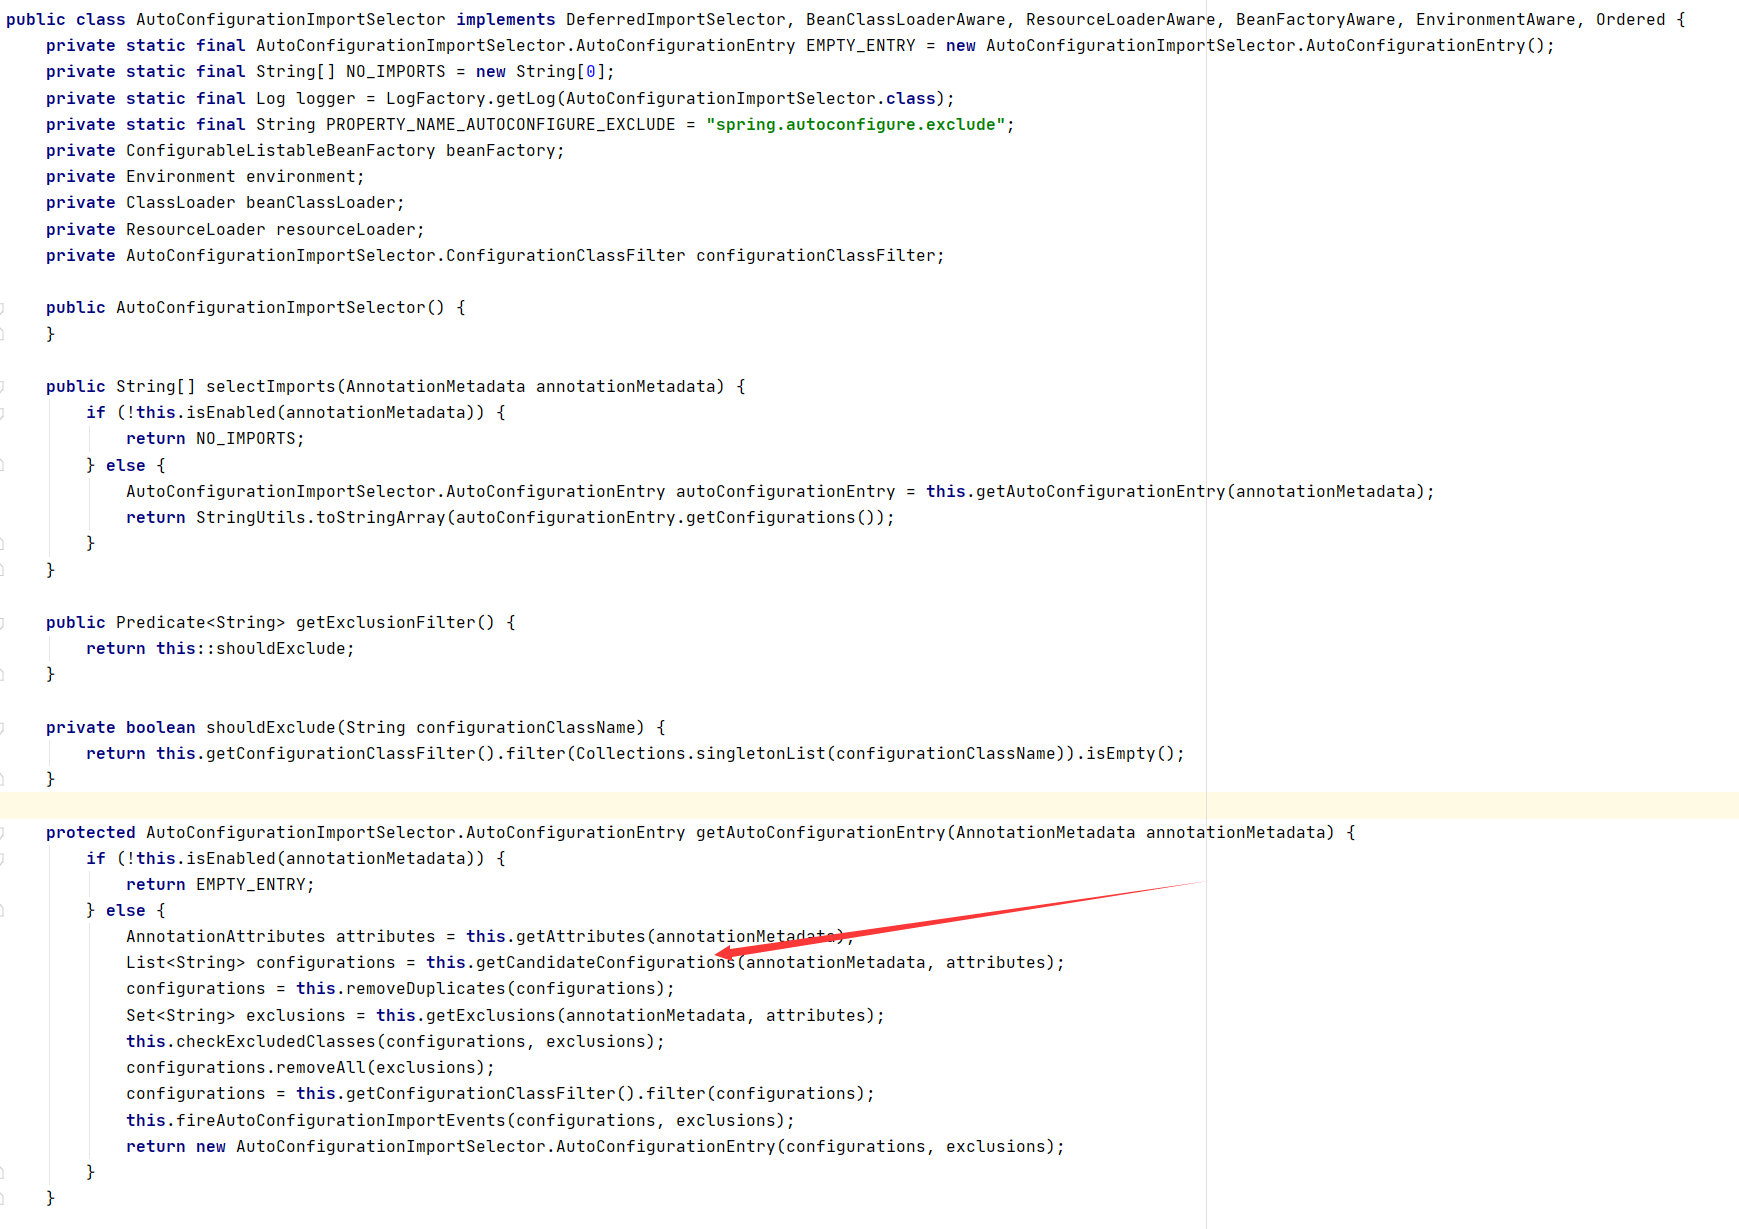 public class AutoConfigurationImportSelector implements DeferredImportSelector, BeanClassLoaderAware, ResourceLoaderAware, BeanFactoryAware, EnvironmentAware, Ordered {
private static final AutoConfigurationImportSelector.AutoConfigurationEntry EMPTY_ENTRY = new AutoConfigurationImportSelector.AutoConfigurationEntry();
private static final String[] NO_IMPORTS = new String[0];
private static final Log logger = LogFactory.getLog(AutoConfigurationImportSelector.class);
private static final String PROPERTY_NAME_AUTOCONFIGURE_EXCLUDE = "spring.autoconfigure.exclude";
private ConfigurableListableBeanFactory beanFactory;
private Environment environment;
private ClassLoader beanClassLoader;
private ResourceLoader resourceLoader;
private AutoConfigurationImportSelector.ConfigurationClassFilter configurationClassFilter;
public AutoConfigurationImportSelector() {
}
public String[] selectImports(AnnotationMetadata annotationMetadata) {
if (!this.isEnabled(annotationMetadata)) {
return NO_IMPORTS;
} else {
AutoConfigurationImportSelector.AutoConfigurationEntry autoConfigurationEntry = this.getAutoConfigurationEntry(annotationMetadata);
return StringUtils.toStringArray(autoConfigurationEntry.getConfigurations());
}
}
public Predicate<String> getExclusionFilter() {
return this::shouldExclude;
}
private boolean shouldExclude(String configurationClassName) {
return this.getConfigurationClassFilter().filter(Collections.singletonList(configurationClassName)).isEmpty();
}
protected AutoConfigurationImportSelector.AutoConfigurationEntry getAutoConfigurationEntry(AnnotationMetadata annotationMetadata) {
if (!this.isEnabled(annotationMetadata)) {
return EMPTY_ENTRY;
} else {
AnnotationAttributes attributes = this.getAttributes(annotationMetadata);
List<String> configurations = this.getCandidateConfigurations(annotationMetadata, attributes);
configurations = this.removeDuplicates(configurations);
Set<String> exclusions = this.getExclusions(annotationMetadata, attributes);
this.checkExcludedClasses(configurations, exclusions);
configurations.removeAll(exclusions);
configurations = this.getConfigurationClassFilter().filter(configurations);
this.fireAutoConfigurationImportEvents(configurations, exclusions);
return new AutoConfigurationImportSelector.AutoConfigurationEntry(configurations, exclusions);
}
}